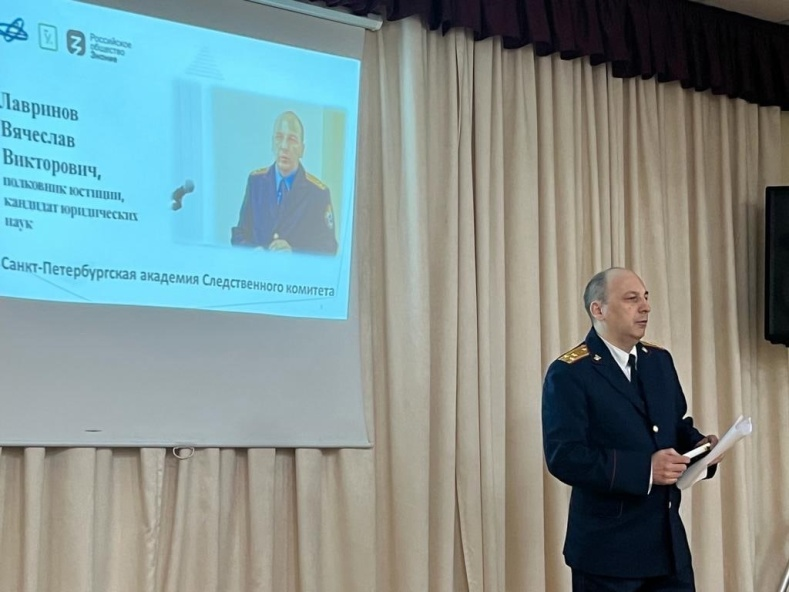 Российское
общество
Знание
Лавринов
Вячеслав
Викторович,
полковник юстиции,
кандидат юридических
наук
Санкт-Петербургская академия Следственного комитета